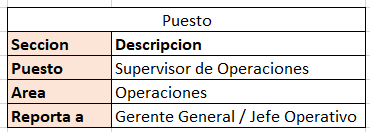 Puesto
Seccion Descripcion
Puesto Supervisor de Operaciones
Area Operaciones
Reporta a Gerente General / Jefe Operativo